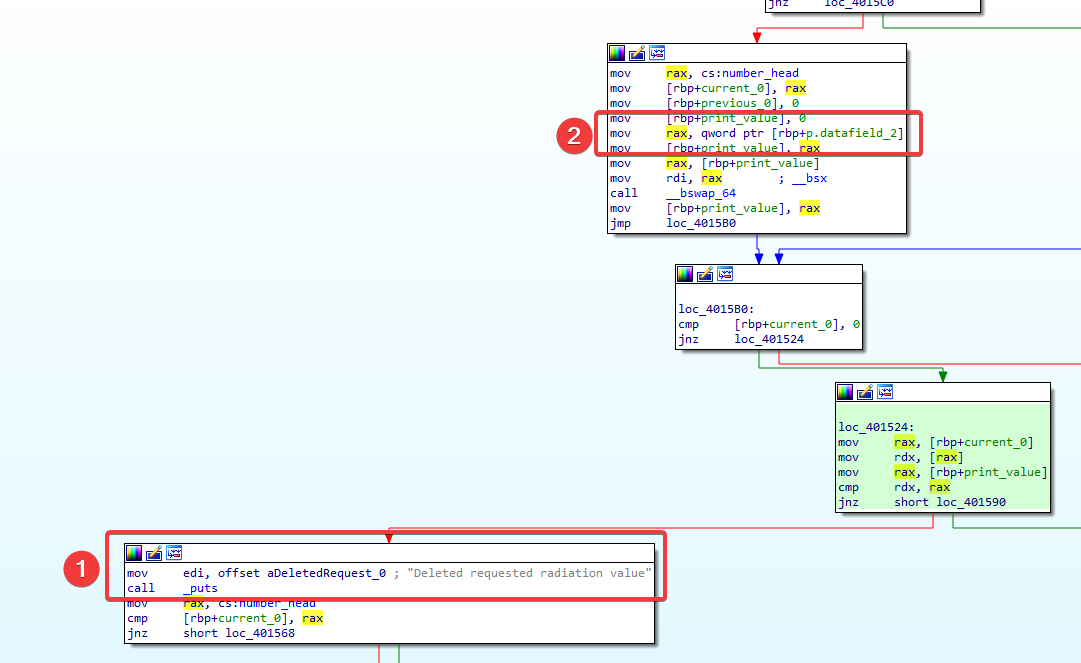 jnz     loc_4015C0
mov     rax, cs:number_head
mov     [rbp+current_0], rax
mov     [rbp+previous_0], 0
mov     [rbp+print_value], 0
mov     rax, qword ptr [rbp+p.datafield_2]
mov     [rbp+print_value], rax
mov     rax, [rbp+print_value]
mov     rdi, rax        ; __bsx
call    __bswap_64
mov     [rbp+print_value], rax
jmp     loc_4015B0
2
loc_4015B0:
cmp     [rbp+current_0], 0
jnz     loc_401524
loc_401524:
mov     rax, [rbp+current_0]
mov     rdx, [rax]
mov     rax, [rbp+print_value]
cmp     rdx, rax
jnz     short loc_401590
1
mov     edi, offset aDeletedRequest_0 ; "Deleted requested radiation value"
call    _puts
mov     rax, cs:number_head
cmp     [rbp+current_0], rax
jnz     short loc_401568